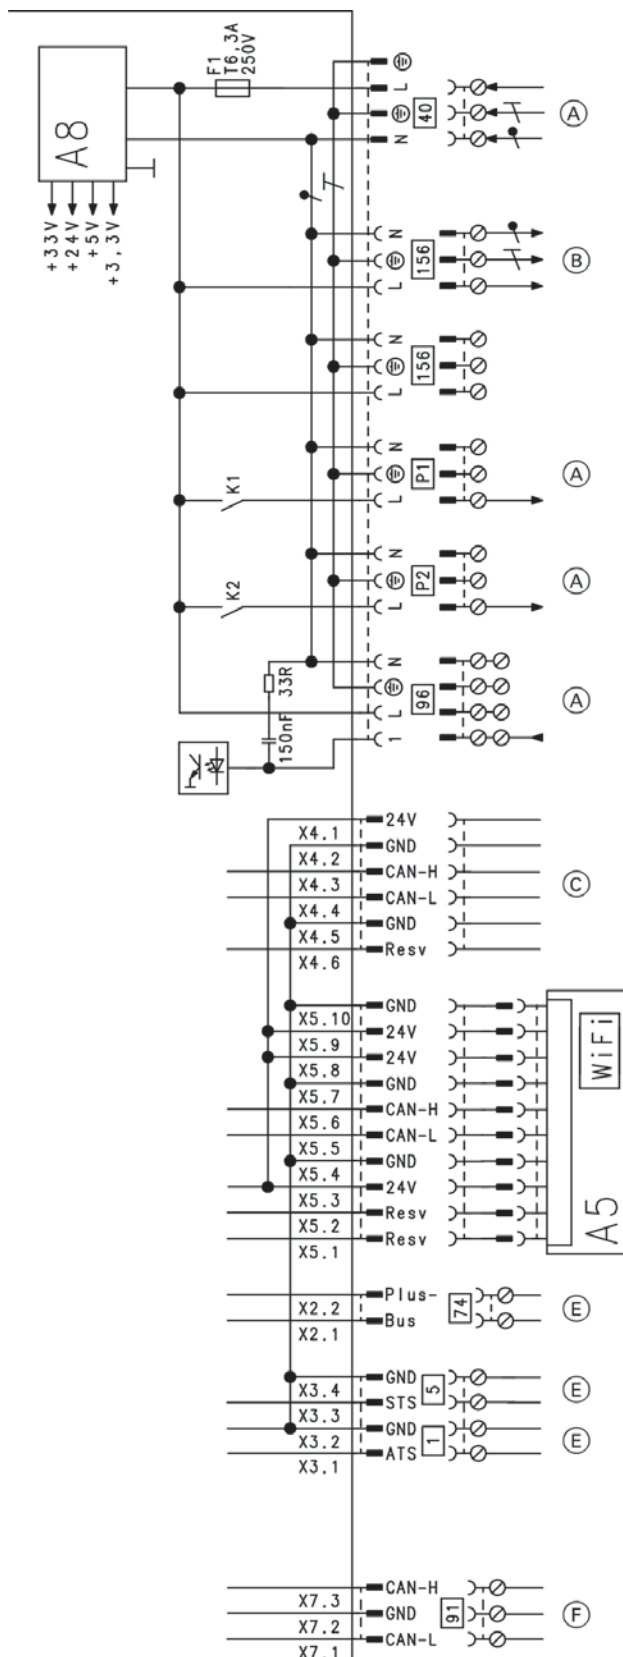 F1
T6,3A
250V
A8
+33V
+24V
+5V
+3,3V
L
40
N
A
N
156
L
B
N
156
L
K1
N
P1
L
A
K2
N
P2
L
A
33R
150nF
N
96
L
1
A
X4.1 24V
X4.2 GND
X4.3 CAN-H
X4.4 CAN-L
X4.5 GND
X4.6 Resv
C
X5.10 GND
X5.9 24V
X5.8 24V
X5.7 GND
X5.6 CAN-H
X5.5 CAN-L
X5.4 GND
X5.3 24V
X5.2 Resv
X5.1 Resv
WiFi
A5
X2.2 Plus-
X2.1 Bus
74
E
X3.4 GND
X3.3 STS
5
E
X3.2 GND
X3.1 ATS
1
E
X7.3 CAN-H
X7.2 GND
X7.1 CAN-L
91
F